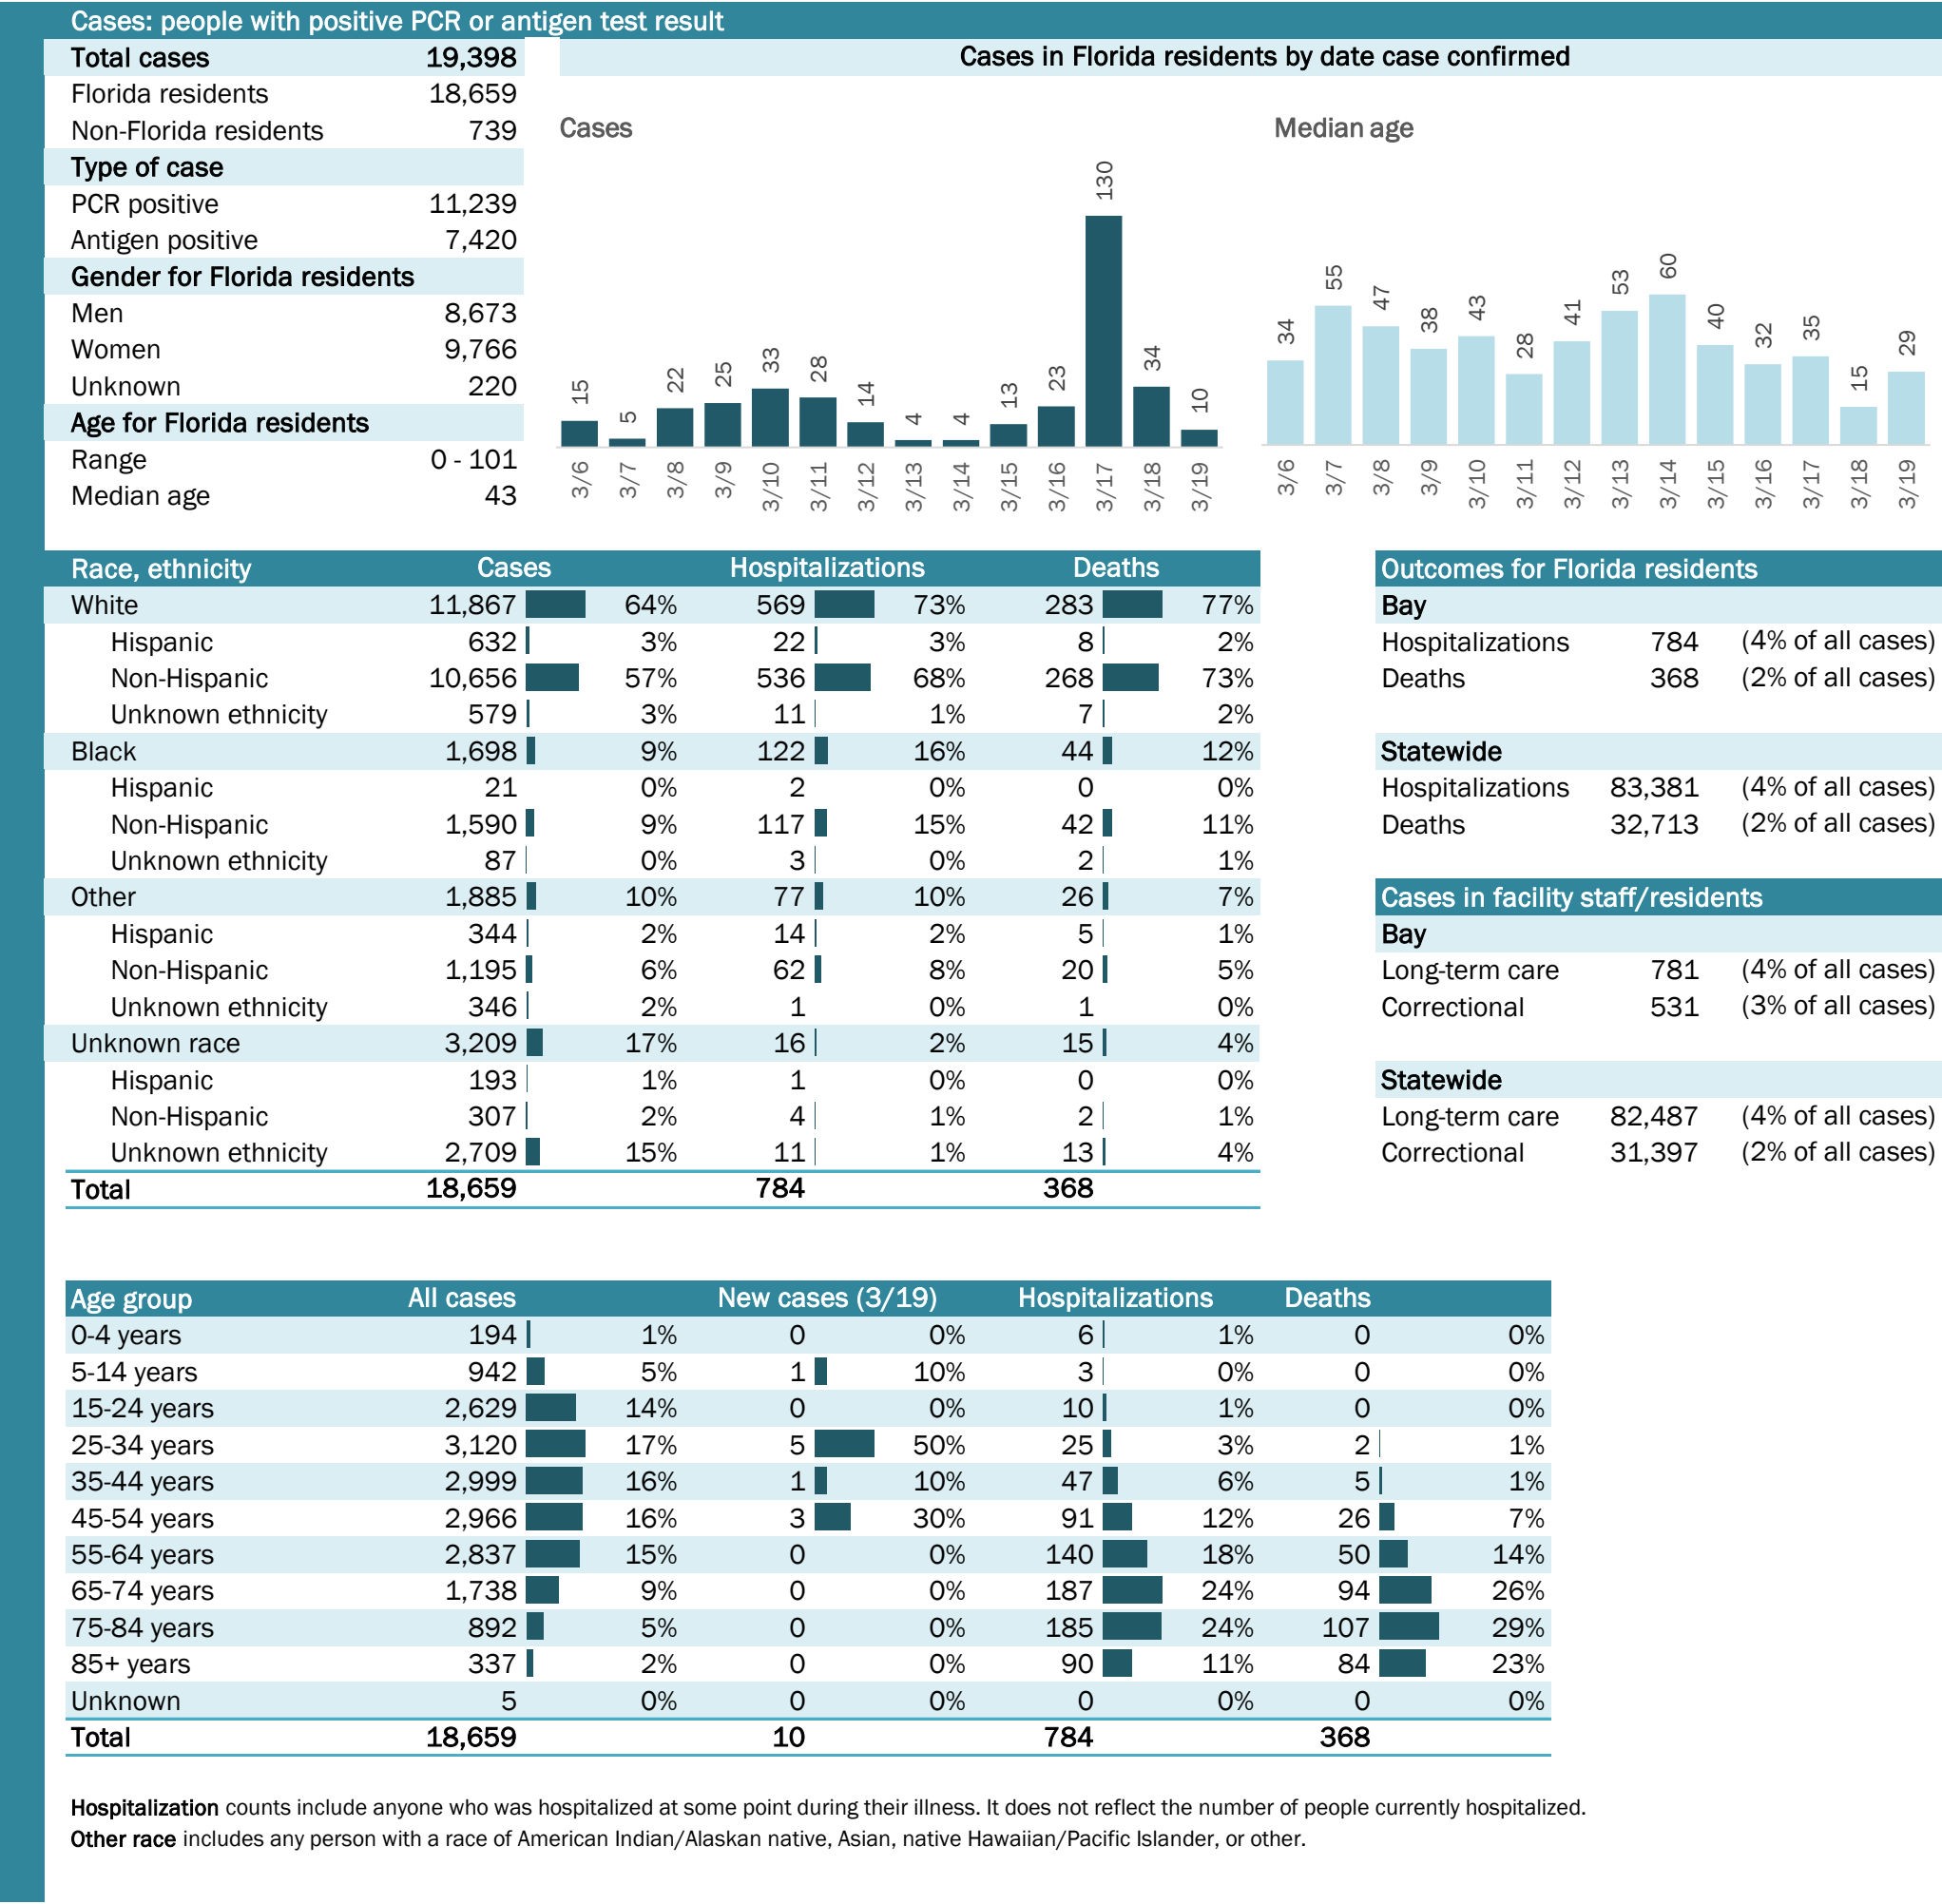 Cases: people with positive PCR or antigen test result
Total cases 19,398
Florida residents 18,659
Non-Florida residents 739
Type of case
PCR positive 11,239
Antigen positive 7,420
Gender for Florida residents
Men 8,673
Women 9,766
Unknown 220
Age for Florida residents
Range 0 - 101
Median age 43
Cases in Florida residents by date case confirmed
Cases
15 5 22 25 33 28 14 4 4 13 23 130 34 10
3/6 3/7 3/8 3/9 3/10 3/11 3/12 3/13 3/14 3/15 3/16 3/17 3/18 3/19
Median age
34 55 47 38 43 28 41 53 60 40 32 35 15 29
3/6 3/7 3/8 3/9 3/10 3/11 3/12 3/13 3/14 3/15 3/16 3/17 3/18 3/19
Race, ethnicity Cases Hospitalizations Deaths
White 11,867 64% 569 73% 283 77%
Hispanic 632 3% 22 3% 8 2%
Non-Hispanic 10,656 57% 536 68% 268 73%
Unknown ethnicity 579 3% 11 1% 7 2%
Black 1,698 9% 122 16% 44 12%
Hispanic 21 0% 2 0% 0 0%
Non-Hispanic 1,590 9% 117 15% 42 11%
Unknown ethnicity 87 0% 3 0% 2 1%
Other 1,885 10% 77 10% 26 7%
Hispanic 344 2% 14 2% 5 1%
Non-Hispanic 1,195 6% 62 8% 20 5%
Unknown ethnicity 346 2% 1 0% 1 0%
Unknown race 3,209 17% 16 2% 15 4%
Hispanic 193 1% 1 0% 0 0%
Non-Hispanic 307 2% 4 1% 2 1%
Unknown ethnicity 2,709 15% 11 1% 13 4%
Total 18,659 784 368
Outcomes for Florida residents
Bay
Hospitalizations 784 (4% of all cases)
Deaths 368 (2% of all cases)
Statewide
Hospitalizations 83,381 (4% of all cases)
Deaths 32,713 (2% of all cases)
Cases in facility staff/residents
Bay
Long-term care 781 (4% of all cases)
Correctional 531 (3% of all cases)
Statewide
Long-term care 82,487 (4% of all cases)
Correctional 31,397 (2% of all cases)
Age group All cases New cases (3/19) Hospitalizations Deaths
0-4 years 194 1% 0 0% 6 1% 0 0%
5-14 years 942 5% 1 10% 3 0% 0 0%
15-24 years 2,629 14% 0 0% 10 1% 0 0%
25-34 years 3,120 17% 5 50% 25 3% 2 1%
35-44 years 2,999 16% 1 10% 47 6% 5 1%
45-54 years 2,966 16% 3 30% 91 12% 26 7%
55-64 years 2,837 15% 0 0% 140 18% 50 14%
65-74 years 1,738 9% 0 0% 187 24% 94 26%
75-84 years 892 5% 0 0% 185 24% 107 29%
85+ years 337 2% 0 0% 90 11% 84 23%
Unknown 5 0% 0 0% 0 0% 0 0%
Total 18,659 10 784 368
Hospitalization counts include anyone who was hospitalized at some point during their illness. It does not reflect the number of people currently hospitalized.
Other race includes any person with a race of American Indian/Alaskan native, Asian, native Hawaiian/Pacific Islander, or other.